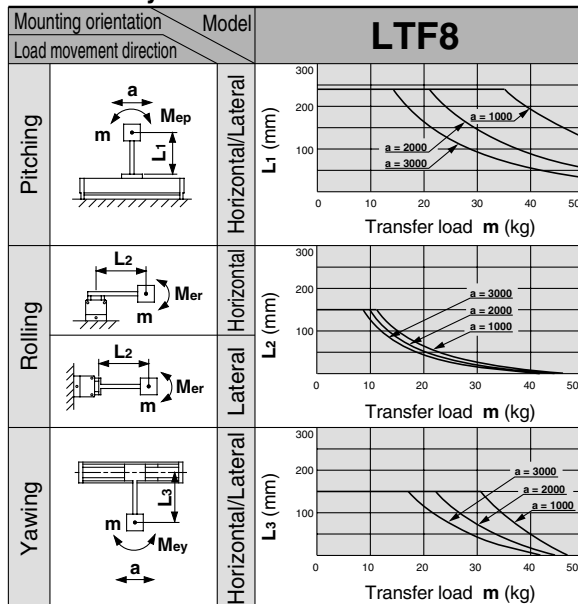 Mounting orientation Model
Load movement direction
LTF8
Pitching
a
Mep
m
L1
Horizontal/Lateral
L1 (mm)
300
200
100
a = 1000
a = 2000
a = 3000
0 10 20 30 40 50
Transfer load m (kg)
Rolling
L2
Mer
m
Horizontal
L2
Mer
m
Lateral
L2 (mm)
300
200
100
a = 3000
a = 2000
a = 1000
0 10 20 30 40 50
Transfer load m (kg)
Yawing
L3
m
Mey
a
Horizontal/Lateral
L3 (mm)
300
200
100
a = 3000
a = 2000
a = 1000
0 10 20 30 40 50
Transfer load m (kg)